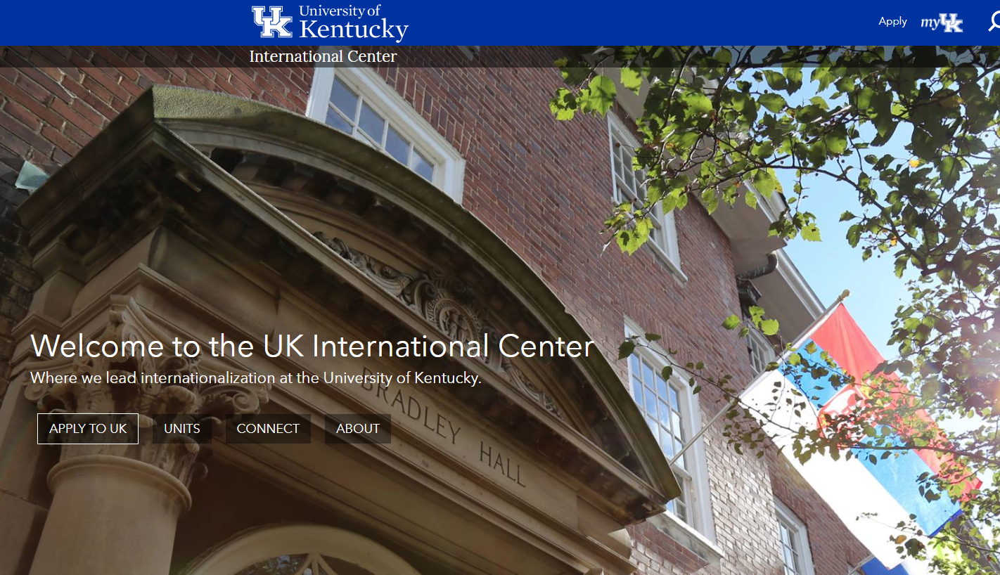 UK University of
Kentucky
Apply
myUK
International Center
Welcome to the UK International Center
Where we lead internationalization at the University of Kentucky.
BRADLEY HALL
APPLY TO UK
UNITS
CONNECT
ABOUT